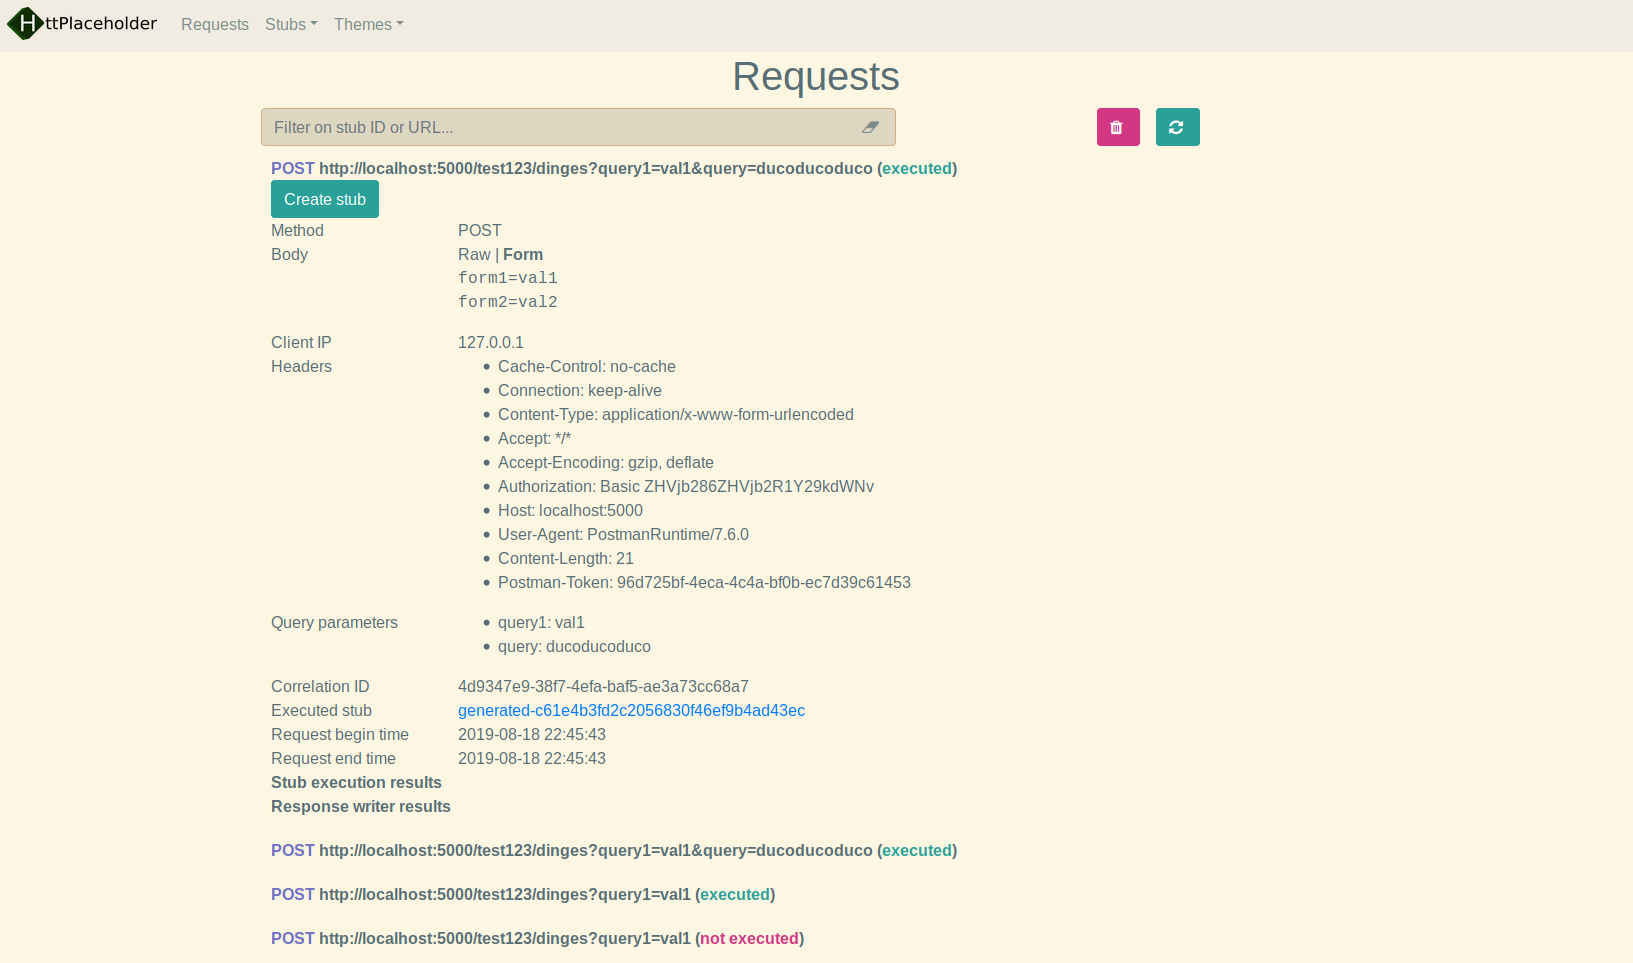 HttPlaceholder Requests Stubs Themes
Requests
Filter on stub ID or URL...
POST http://localhost:5000/test123/dinges?query1=val1&query=ducoducoduco (executed)
Create stub
Method POST
Body Raw | Form
form1=val1
form2=val2
Client IP 127.0.0.1
Headers • Cache-Control: no-cache
• Connection: keep-alive
• Content-Type: application/x-www-form-urlencoded
• Accept: */*
• Accept-Encoding: gzip, deflate
• Authorization: Basic ZHVjb286ZHVjb2R1Y29kdWNv
• Host: localhost:5000
• User-Agent: PostmanRuntime/7.6.0
• Content-Length: 21
• Postman-Token: 96d725bf-4eca-4c4a-bf0b-ec7d39c61453
Query parameters • query1: val1
• query: ducoducoduco
Correlation ID 4d9347e9-38f7-4efa-baf5-ae3a73cc68a7
Executed stub generated-c61e4b3fd2c2056830f46ef9b4ad43ec
Request begin time 2019-08-18 22:45:43
Request end time 2019-08-18 22:45:43
Stub execution results
Response writer results
POST http://localhost:5000/test123/dinges?query1=val1&query=ducoducoduco (executed)
POST http://localhost:5000/test123/dinges?query1=val1 (executed)
POST http://localhost:5000/test123/dinges?query1=val1 (not executed)